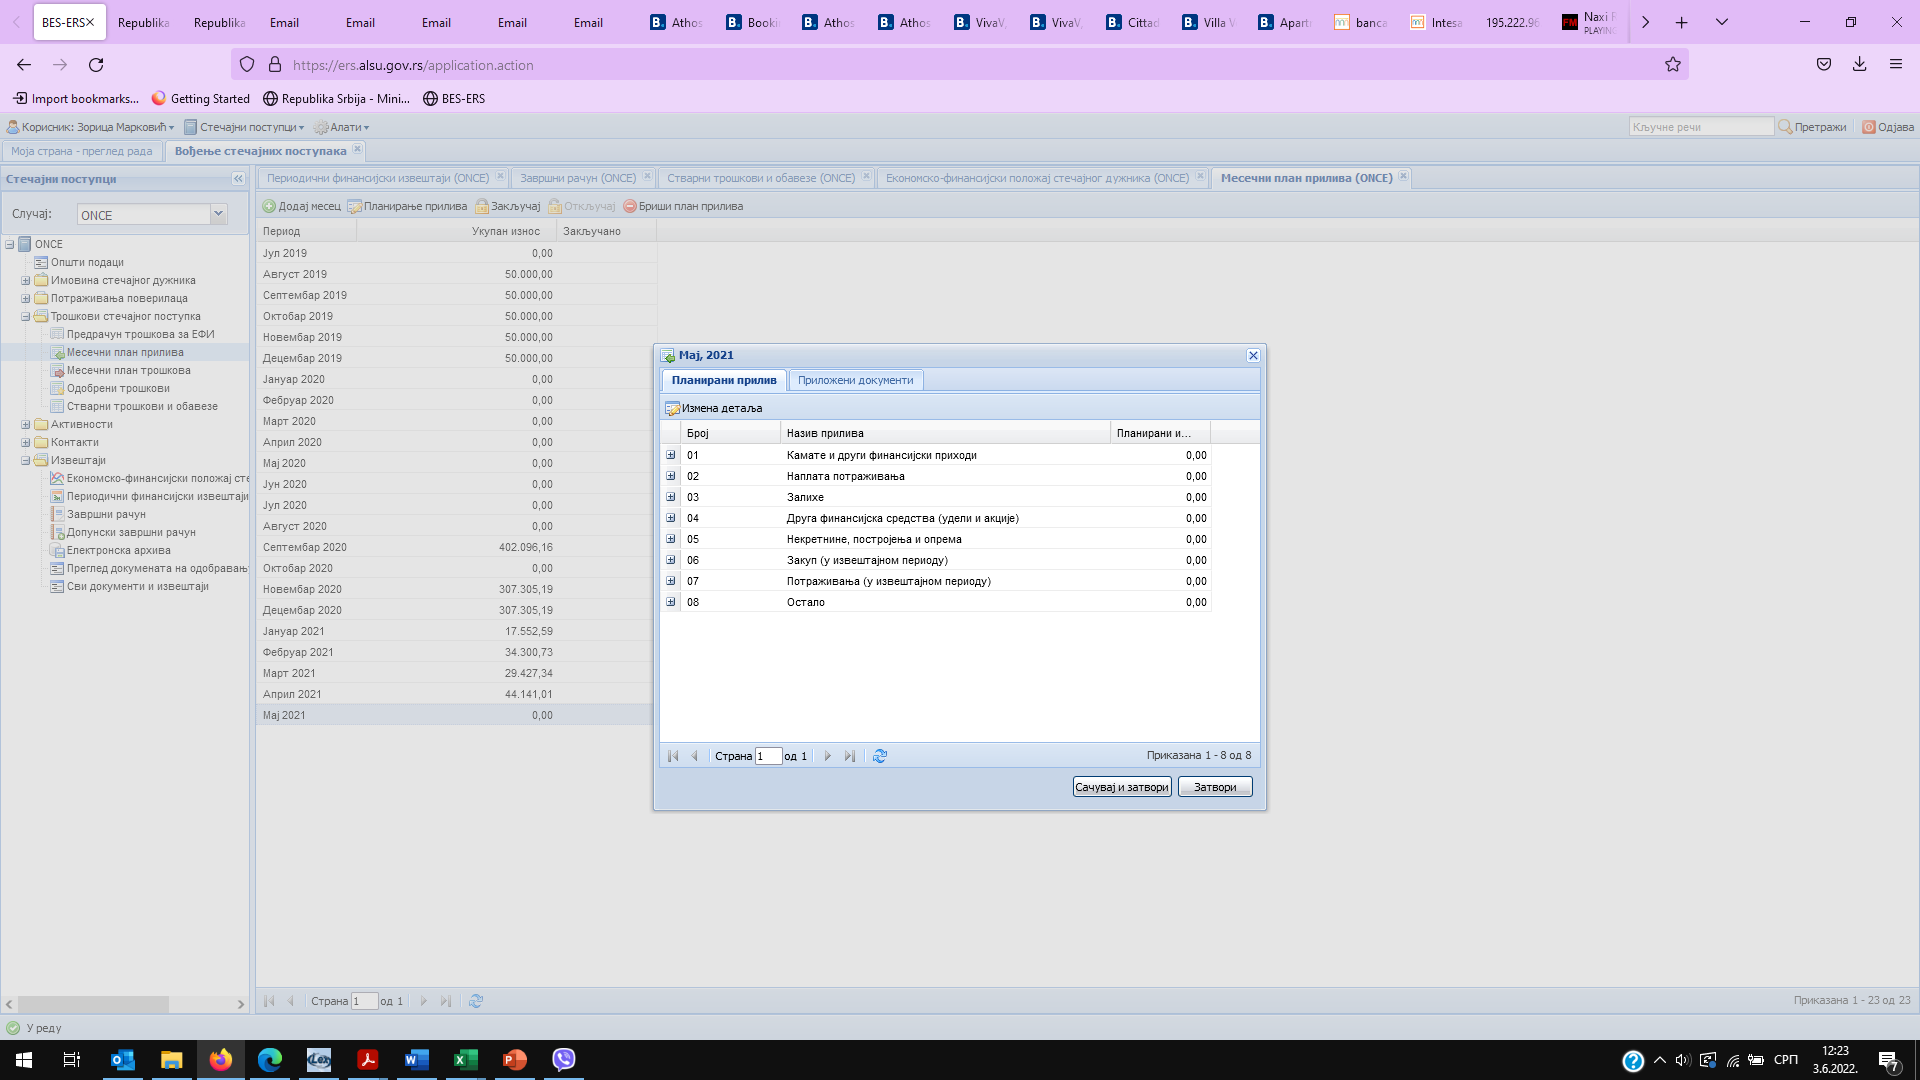 BES-ERS
Republika
Republika
Email
Email
Email
Email
Email
Athos
Booki
Athos
Athos
VivaV
VivaV
Cittad
Villa V
Apart
banca
Intesa
195.222.96
Naxi
PLAYING
https://ers.alsu.gov.rs/application.action
Import bookmarks...
Getting Started
Republika Srbija - Mini...
BES-ERS
Корисник: Зорица Марковић
Стечајни поступци
Алати
Кључне речи
Претражи
Одјава
Моја страна - преглед рада
Вођење стечајних поступака
Стечајни поступци
Периодични финансијски извештаји (ONCE)
Завршни рачун (ONCE)
Стварни трошкови и обавезе (ONCE)
Економско-финансијски положај стечајног дужника (ONCE)
Месечни план прилива (ONCE)
Случај:
ONCE
Додај месец
Планирање прилива
Закључај
Откључај
Бриши план прилива
ONCE
Општи подаци
Имовина стечајног дужника
Потраживања поверилаца
Трошкови стечајног поступка
Предрачун трошкова за ЕФИ
Месечни план прилива
Месечни план трошкова
Одобрени трошкови
Стварни трошкови и обавезе
Активности
Контакти
Извештаји
Економско-финансијски положај сте
Периодични финансијски извештаји
Завршни рачун
Допунски завршни рачун
Електронска архива
Преглед докумената на одобравањ
Сви документи и извештаји
Период Укупан износ Закључано
Јул 2019 0,00
Август 2019 50.000,00
Септембар 2019 50.000,00
Октобар 2019 50.000,00
Новембар 2019 50.000,00
Децембар 2019 50.000,00
Јануар 2020 0,00
Фебруар 2020 0,00
Март 2020 0,00
Април 2020 0,00
Мај 2020 0,00
Јун 2020 0,00
Јул 2020 0,00
Август 2020 0,00
Септембар 2020 402.096,16
Октобар 2020 0,00
Новембар 2020 307.305,19
Децембар 2020 307.305,19
Јануар 2021 17.552,59
Фебруар 2021 34.300,73
Март 2021 29.427,34
Април 2021 44.141,01
Мај 2021 0,00
Мај, 2021
Планирани прилив
Приложени документи
Измена детаља
Број Назив прилива Планирани и...
01 Камате и други финансијски приходи 0,00
02 Наплата потраживања 0,00
03 Залихе 0,00
04 Друга финансијска средства (удели и акције) 0,00
05 Некретнине, постројења и опрема 0,00
06 Закуп (у извештајном периоду) 0,00
07 Потраживања (у извештајном периоду) 0,00
08 Остало 0,00
Страна 1 од 1
Приказана 1 - 8 од 8
Сачувај и затвори
Затвори
Страна 1 од 1
Приказана 1 - 23 од 23
У реду
СРП
12:23
3.6.2022.
7